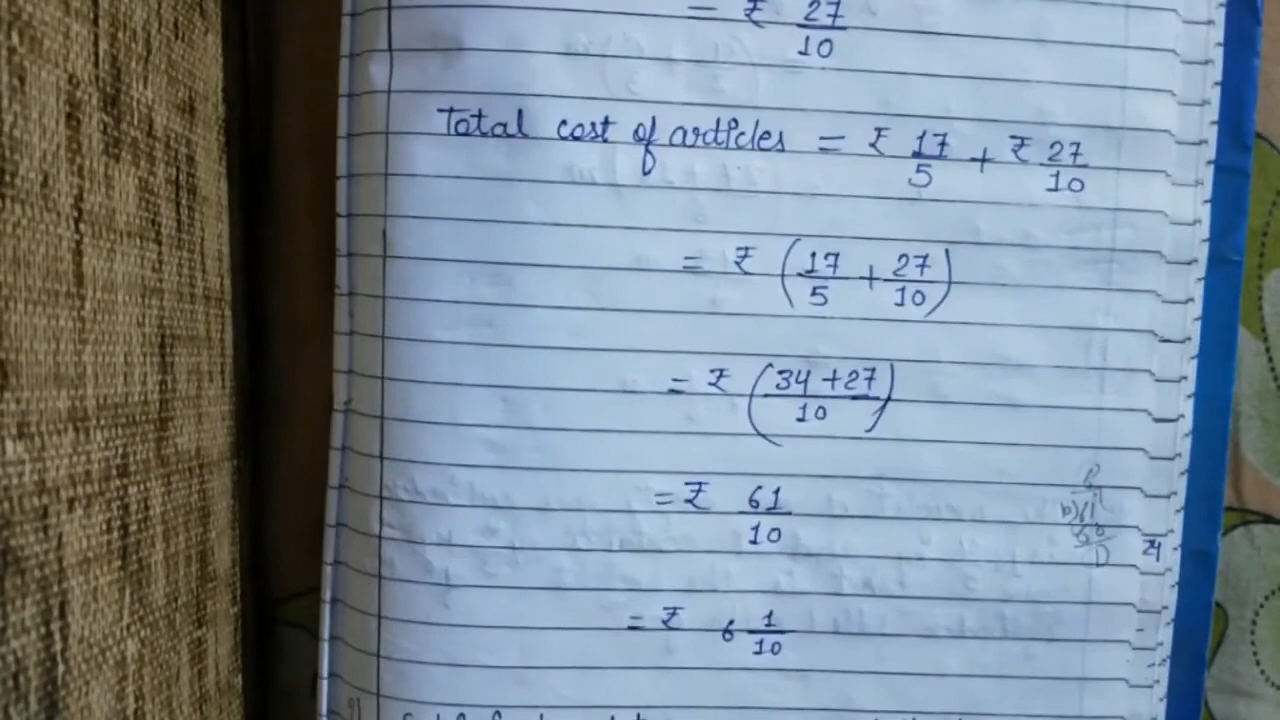 = ₹ 27/10
Total cost of articles = ₹ 17/5 + ₹ 27/10
= ₹ (17/5 + 27/10)
= ₹ (34+27/10)
= ₹ 61/10
24
= ₹ 6 1/10